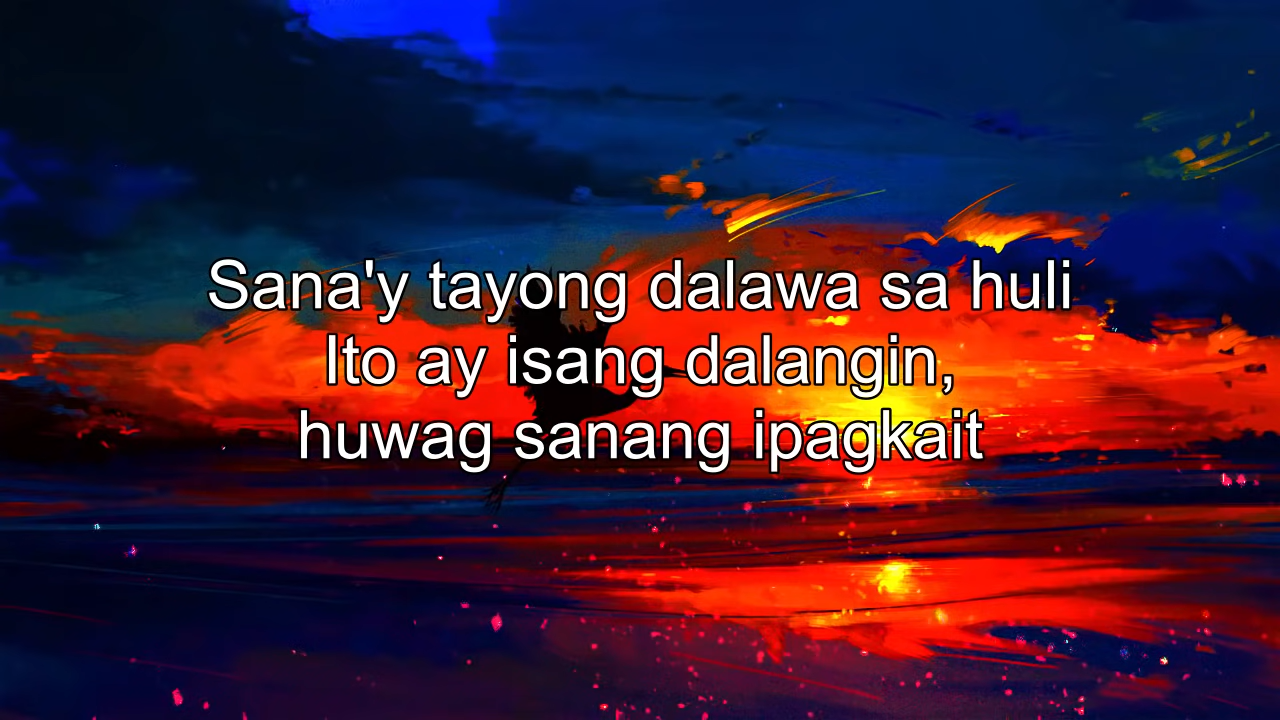 Sana'y tayong dalawa sa huli
Ito ay isang dalangin,
huwag sanang ipagkait